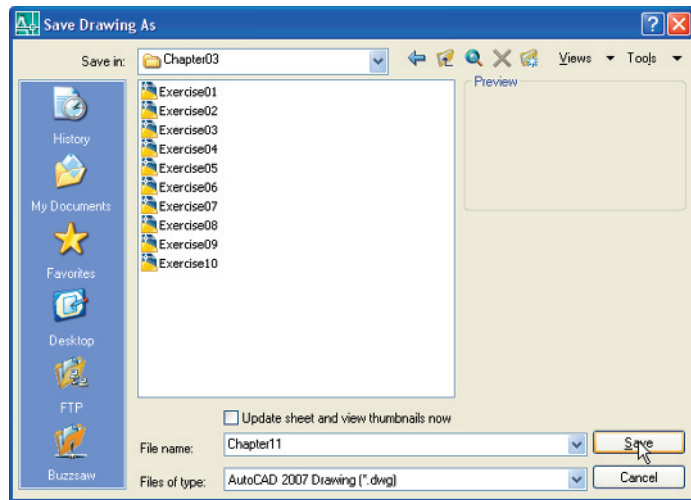 Save Drawing As
Save in:
Chapter03
Views
Tools
History
My Documents
Favorites
Desktop
FTP
Buzzsaw
Exercise01
Exercise02
Exercise03
Exercise04
Exercise05
Exercise06
Exercise07
Exercise08
Exercise09
Exercise10
Preview
Update sheet and view thumbnails now
File name:
Chapter11
Save
Files of type:
AutoCAD 2007 Drawing (*.dwg)
Cancel